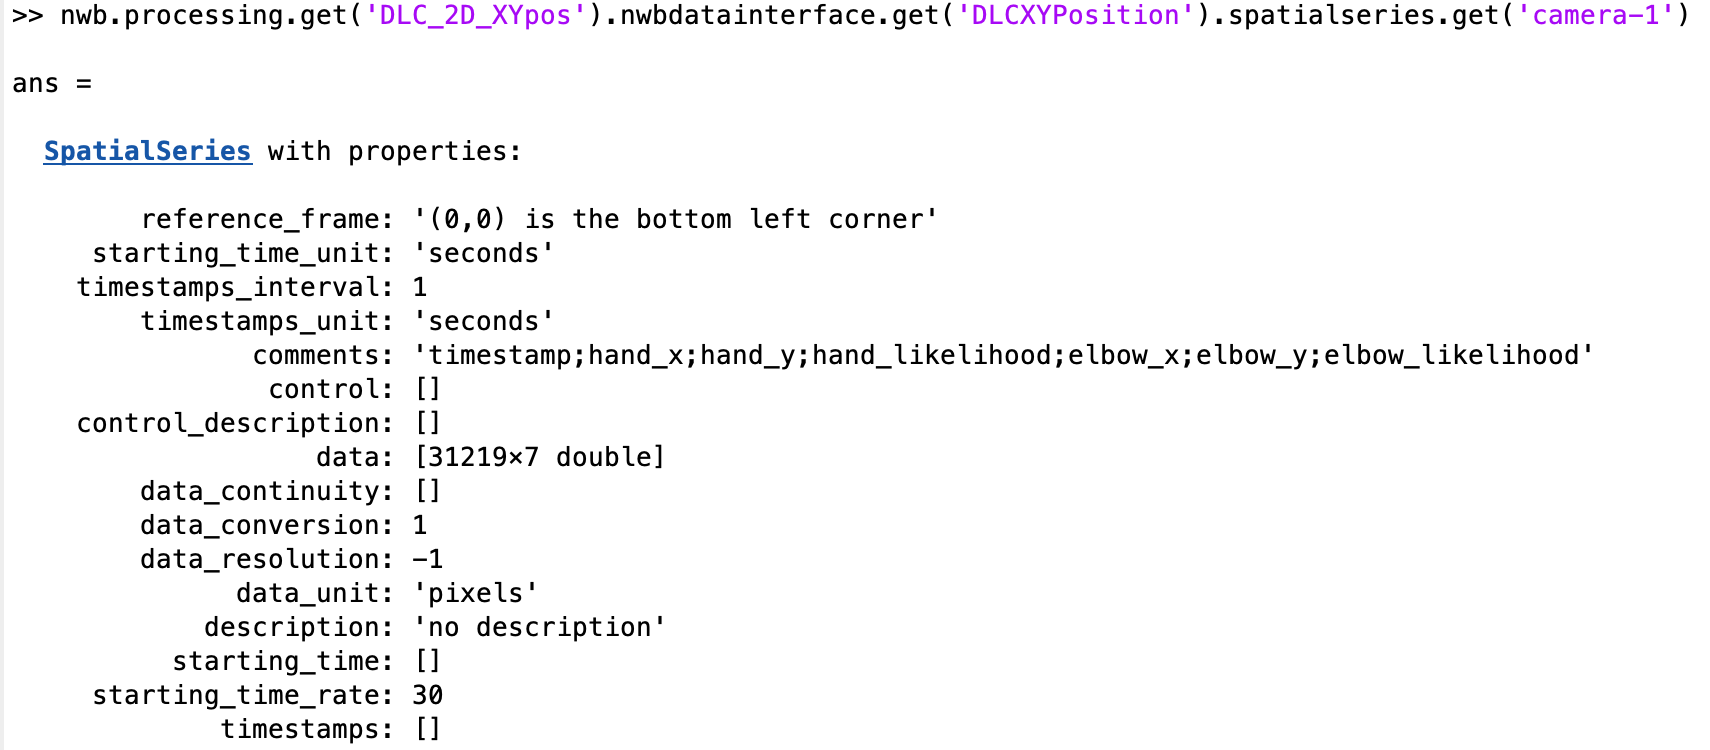 >> nwb.processing.get('DLC_2D_XYpos').nwbdatainterface.get('DLCXYPosition').spatialseries.get('camera-1')
ans =
SpatialSeries with properties:
reference_frame: '(0,0) is the bottom left corner'
starting_time_unit: 'seconds'
timestamps_interval: 1
timestamps_unit: 'seconds'
comments: 'timestamp;hand_x;hand_y;hand_likelihood;elbow_x;elbow_y;elbow_likelihood'
control: []
control_description: []
data: [31219×7 double]
data_continuity: []
data_conversion: 1
data_resolution: -1
data_unit: 'pixels'
description: 'no description'
starting_time: []
starting_time_rate: 30
timestamps: []